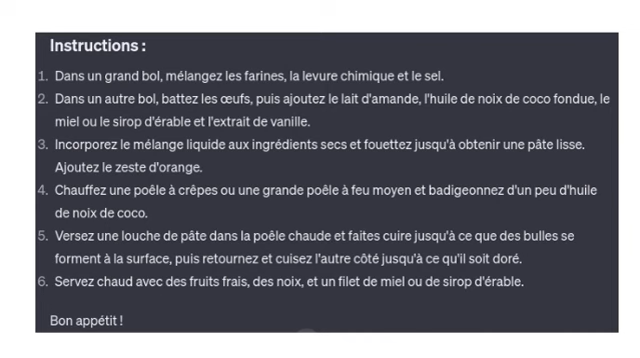 Instructions :
1. Dans un grand bol, mélangez les farines, la levure chimique et le sel.
2. Dans un autre bol, battez les œufs, puis ajoutez le lait d'amande, l'huile de noix de coco fondue, le
miel ou le sirop d'érable et l'extrait de vanille.
3. Incorporez le mélange liquide aux ingrédients secs et fouettez jusqu'à obtenir une pâte lisse.
Ajoutez le zeste d'orange.
4. Chauffez une poêle à crêpes ou une grande poêle à feu moyen et badigeonnez d'un peu d'huile
de noix de coco.
5. Versez une louche de pâte dans la poêle chaude et faites cuire jusqu'à ce que des bulles se
forment à la surface, puis retournez et cuisez l'autre côté jusqu'à ce qu'il soit doré.
6. Servez chaud avec des fruits frais, des noix, et un filet de miel ou de sirop d'érable.
Bon appétit !